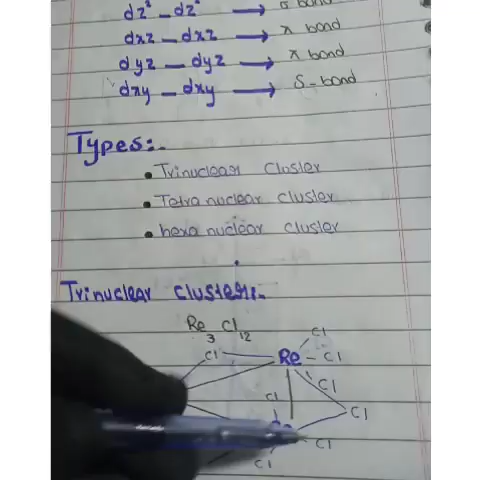 dz² - dz² → σ bond
dxz - dxz → π bond
dyz - dyz → π bond
dxy - dxy → δ-bond
Types:-
• Trinuclear Cluster
• Tetra nuclear cluster
• hexa nuclear cluster
Trinuclear clusters:-
Re₃ Cl₁₂
Cl
Cl Re - Cl
Cl
Cl Cl
Cl
Cl